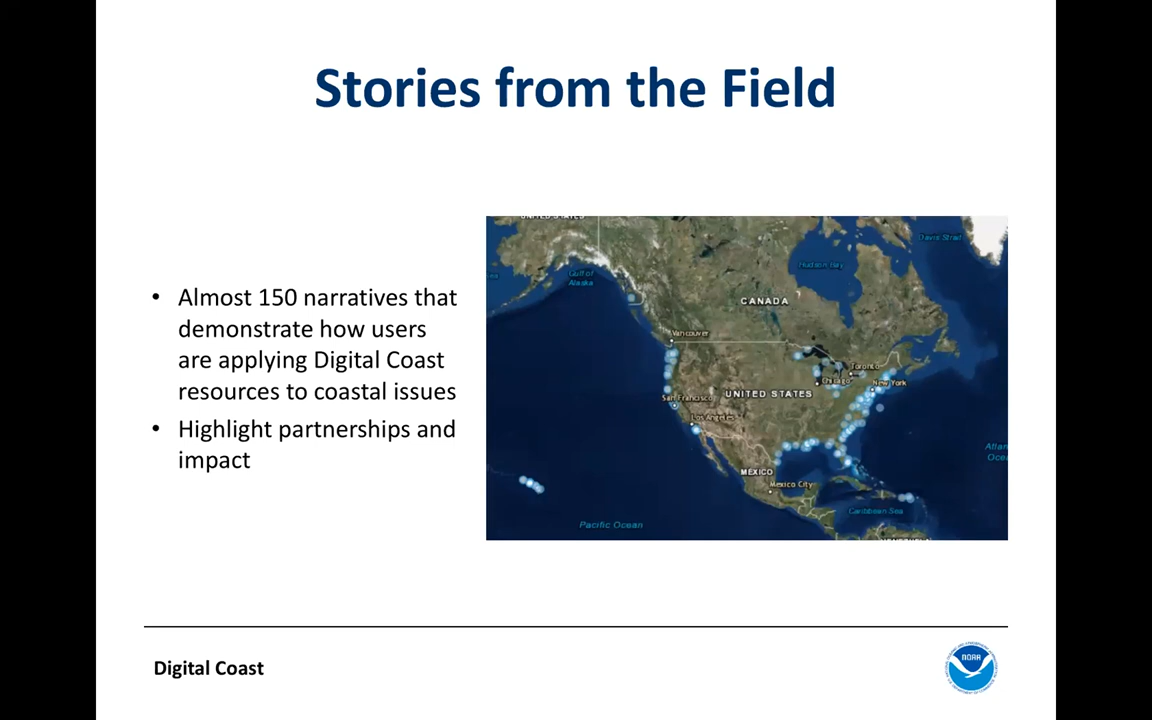 Stories from the Field
• Almost 150 narratives that
demonstrate how users
are applying Digital Coast
resources to coastal issues
• Highlight partnerships and
impact
UNITED STATES
Davis Strait
Hudson Bay
Gulf of
Alaska
CANADA
Vancouver
Toronto
Chicago
New York
San Francisco
UNITED STATES
Los Angeles
MEXICO
Mexico City
Caribbean Sea
Pacific Ocean
Digital Coast
NOAA